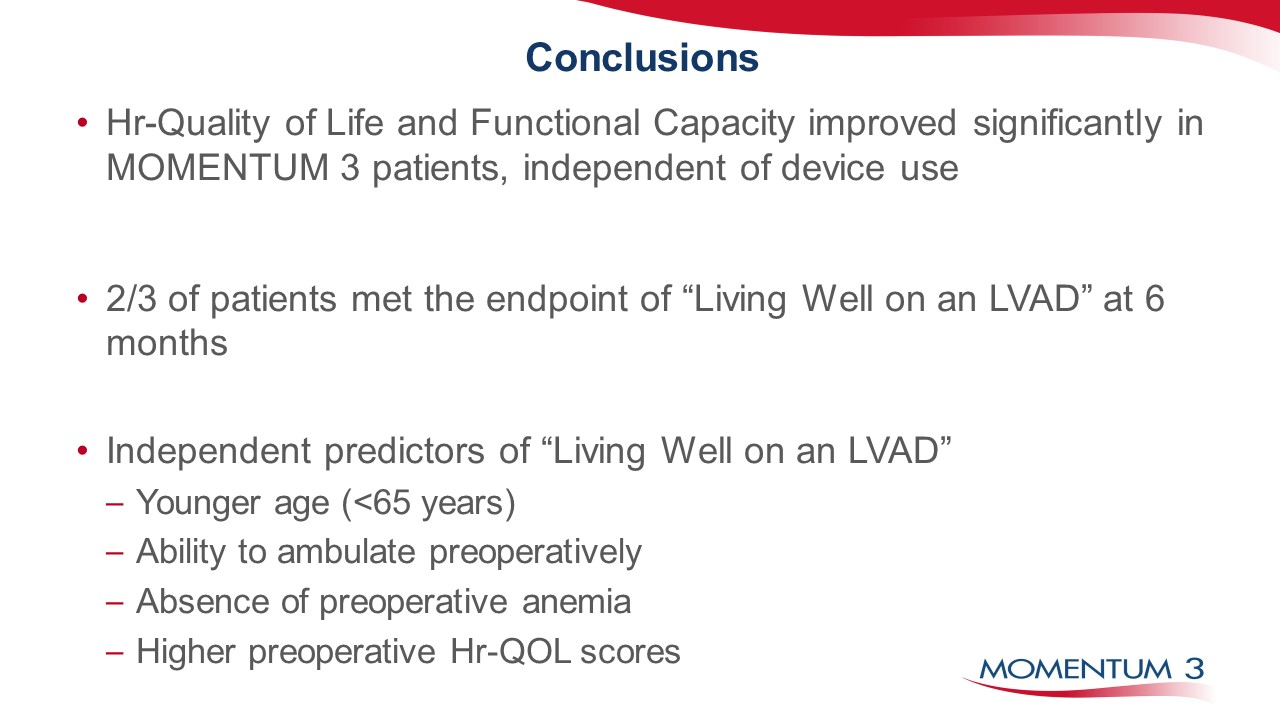 Conclusions
• Hr-Quality of Life and Functional Capacity improved significantly in
MOMENTUM 3 patients, independent of device use
• 2/3 of patients met the endpoint of “Living Well on an LVAD” at 6
months
• Independent predictors of “Living Well on an LVAD”
– Younger age (<65 years)
– Ability to ambulate preoperatively
– Absence of preoperative anemia
– Higher preoperative Hr-QOL scores
MOMENTUM 3